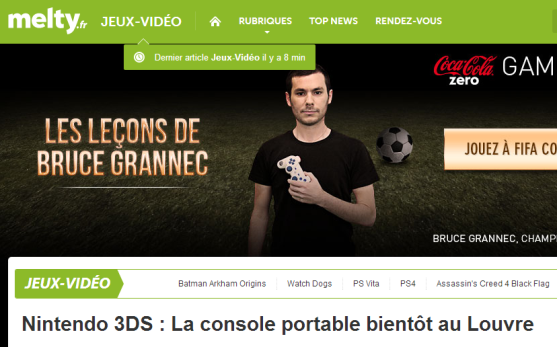 melty.fr JEUX-VIDÉO RUBRIQUES TOP NEWS RENDEZ-VOUS
Dernier article Jeux-Vidéo il y a 8 min
Coca-Cola zero GAM
LES LEÇONS DE
BRUCE GRANNEC
JOUEZ À FIFA CO
BRUCE GRANNEC, CHAMP
JEUX-VIDÉO Batman Arkham Origins Watch Dogs PS Vita PS4 Assassin's Creed 4 Black Flag
Nintendo 3DS : La console portable bientôt au Louvre